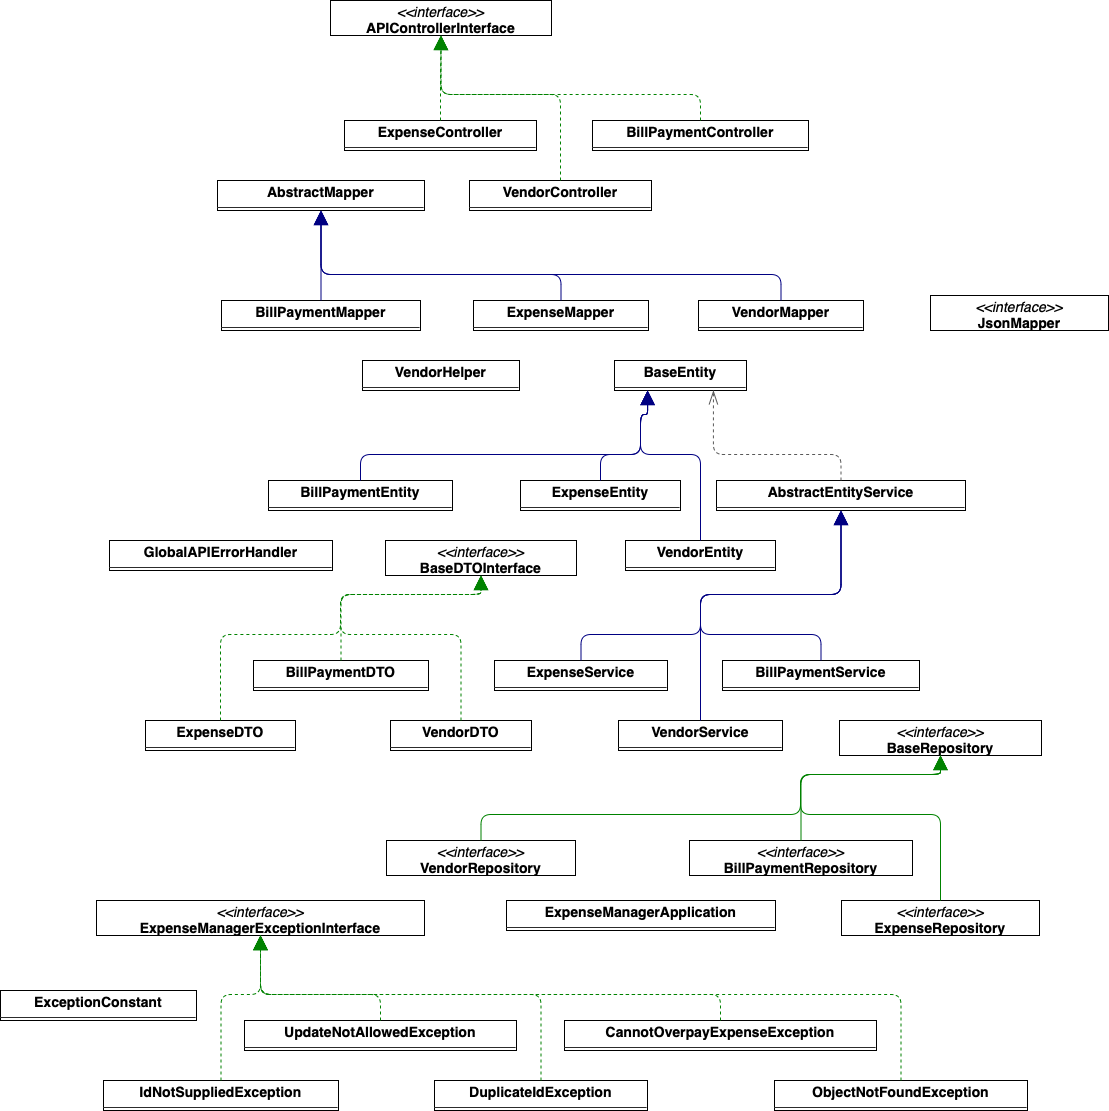 <<interface>>
APIControllerInterface
ExpenseController
BillPaymentController
AbstractMapper
VendorController
BillPaymentMapper
ExpenseMapper
VendorMapper
<<interface>>
JsonMapper
VendorHelper
BaseEntity
BillPaymentEntity
ExpenseEntity
AbstractEntityService
GlobalAPIErrorHandler
<<interface>>
BaseDTOInterface
VendorEntity
BillPaymentDTO
ExpenseService
BillPaymentService
ExpenseDTO
VendorDTO
VendorService
<<interface>>
BaseRepository
<<interface>>
VendorRepository
<<interface>>
BillPaymentRepository
<<interface>>
ExpenseManagerExceptionInterface
ExpenseManagerApplication
<<interface>>
ExpenseRepository
ExceptionConstant
UpdateNotAllowedException
CannotOverpayExpenseException
IdNotSuppliedException
DuplicateIdException
ObjectNotFoundException